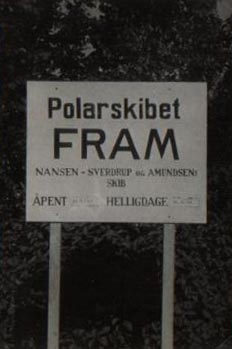 Polarskibet
FRAM
NANSEN - SVERDRUP OG AMUNDSENS
SKIB
ÅPENT HELLIGDAGE